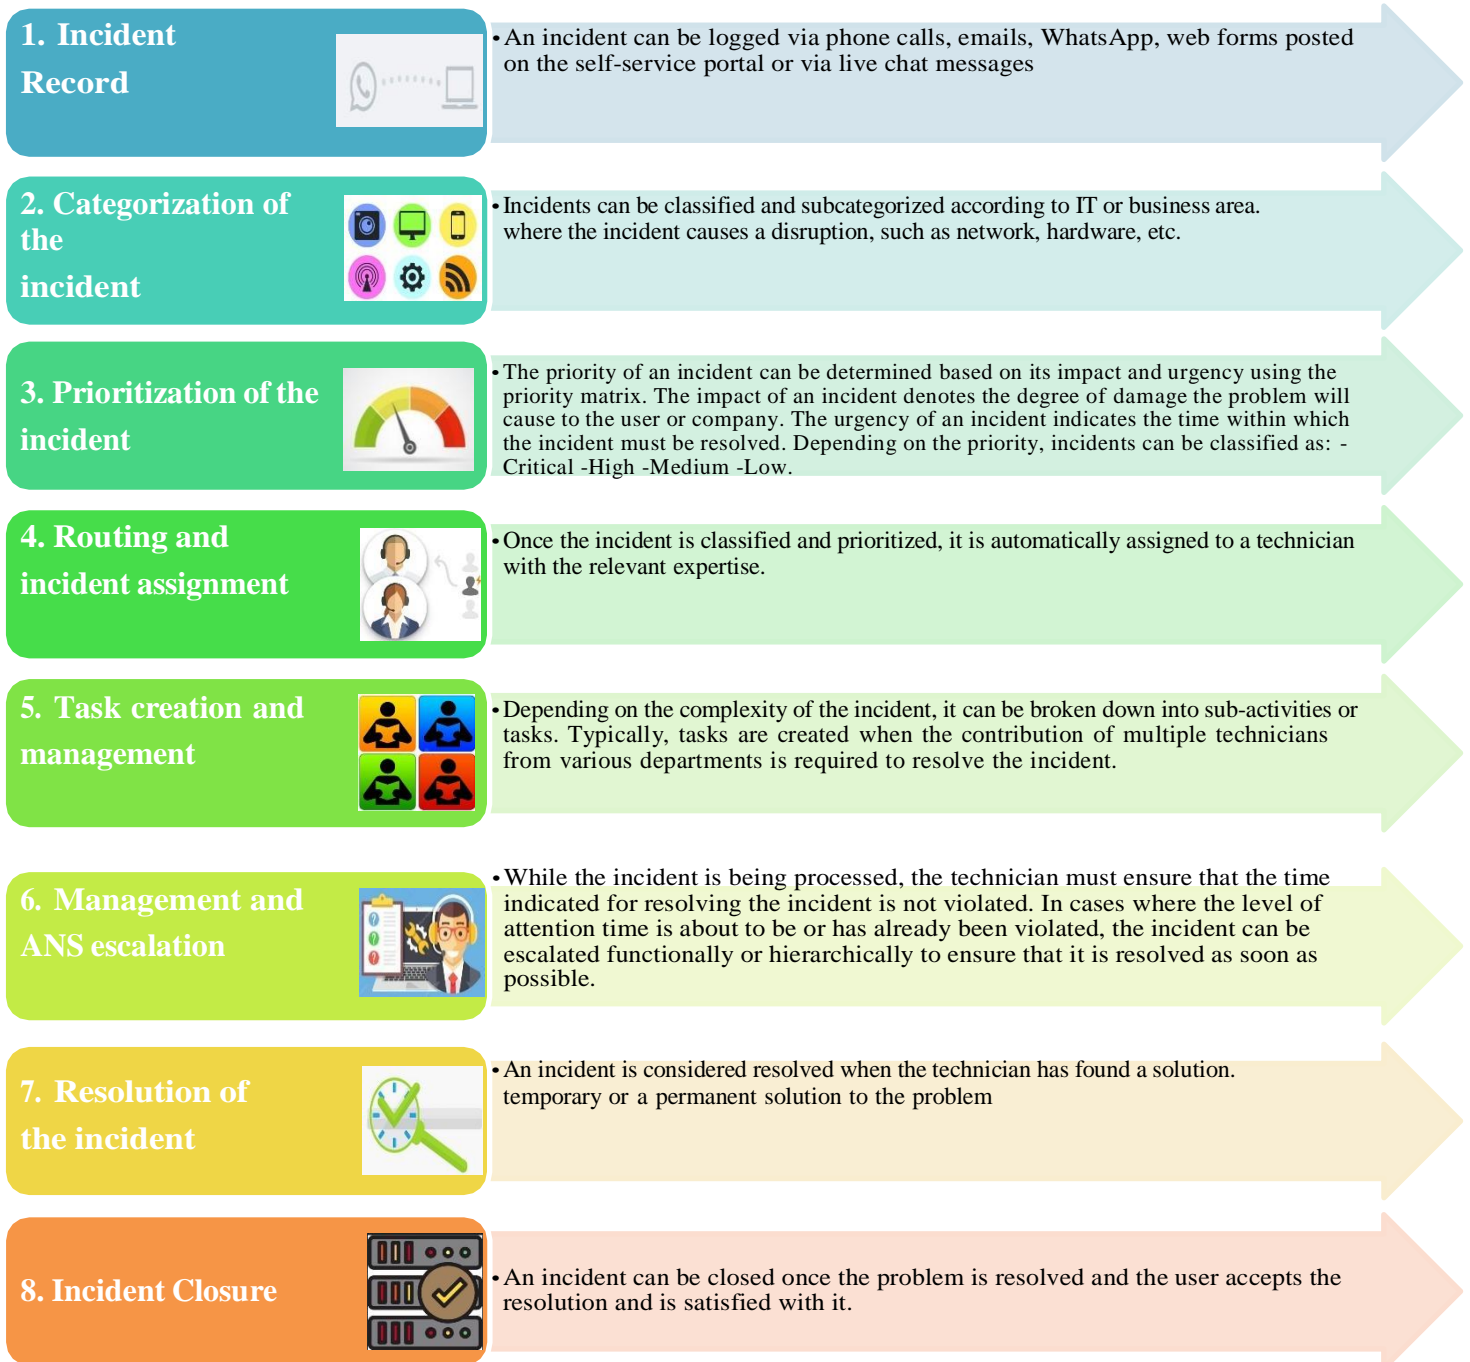 1. Incident
Record
•An incident can be logged via phone calls, emails, WhatsApp, web forms posted
on the self-service portal or via live chat messages
2. Categorization of
the
incident
•Incidents can be classified and subcategorized according to IT or business area.
where the incident causes a disruption, such as network, hardware, etc.
3. Prioritization of the
incident
•The priority of an incident can be determined based on its impact and urgency using the
priority matrix. The impact of an incident denotes the degree of damage the problem will
cause to the user or company. The urgency of an incident indicates the time within which
the incident must be resolved. Depending on the priority, incidents can be classified as: -
Critical -High -Medium -Low.
4. Routing and
incident assignment
•Once the incident is classified and prioritized, it is automatically assigned to a technician
with the relevant expertise.
5. Task creation and
management
•Depending on the complexity of the incident, it can be broken down into sub-activities or
tasks. Typically, tasks are created when the contribution of multiple technicians
from various departments is required to resolve the incident.
6. Management and
ANS escalation
•While the incident is being processed, the technician must ensure that the time
indicated for resolving the incident is not violated. In cases where the level of
attention time is about to be or has already been violated, the incident can be
escalated functionally or hierarchically to ensure that it is resolved as soon as
possible.
7. Resolution of
the incident
•An incident is considered resolved when the technician has found a solution.
temporary or a permanent solution to the problem
8. Incident Closure
•An incident can be closed once the problem is resolved and the user accepts the
resolution and is satisfied with it.